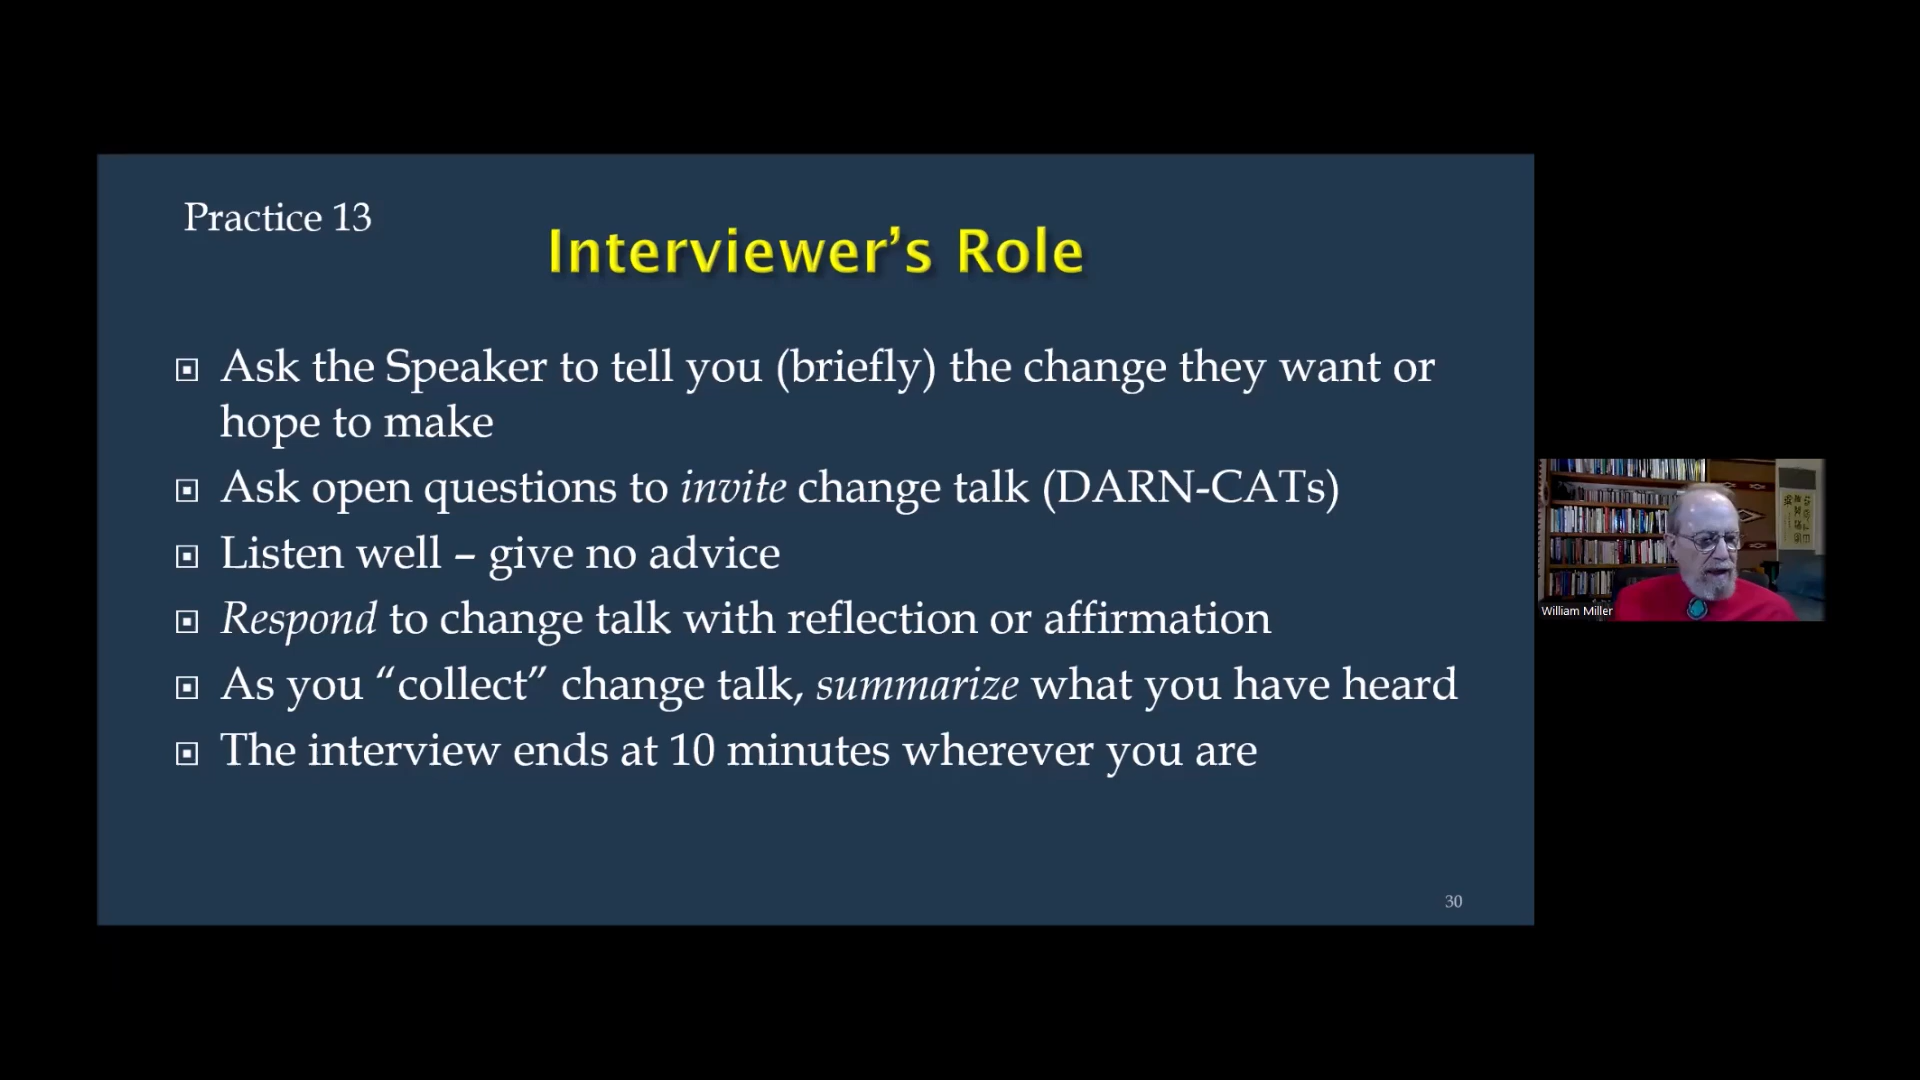 Practice 13
Interviewer’s Role
Ask the Speaker to tell you (briefly) the change they want or
hope to make
Ask open questions to invite change talk (DARN-CATs)
Listen well – give no advice
Respond to change talk with reflection or affirmation
As you “collect” change talk, summarize what you have heard
The interview ends at 10 minutes wherever you are
30
William Miller